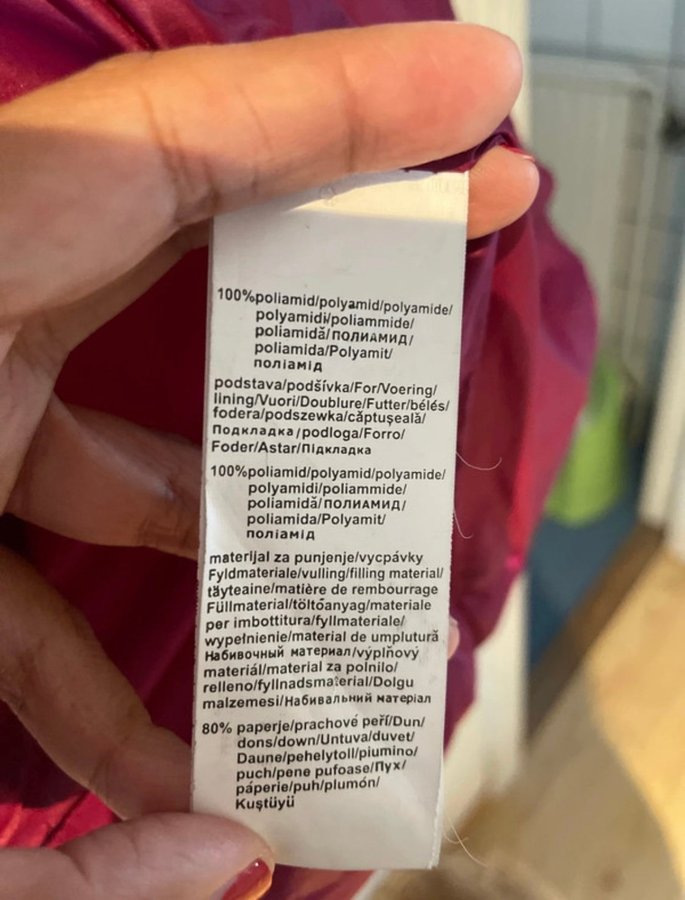 100%poliamid/polyamid/polyamide/
polyamidi/poliammide/
poliamidă/ПОЛИАМИД/
poliamida/Polyamit/
поліамід
podstava/podšívka/For/Voering/
lining/Vuori/Doublure/Futter/bélés/
fodera/podszewka/căptuşeală/
Подкладка/podloga/Forro/
Foder/Astar/Підкладка
100%poliamid/polyamid/polyamide/
polyamidi/poliammide/
poliamidă/ПОЛИАМИД/
poliamida/Polyamit/
поліамід
materijal za punjenje/vycpávky
Fyldmateriale/vulling/filling material/
täyteaine/matière de rembourrage
Füllmaterial/töltőanyag/materiale
per imbottitura/fyllmateriale/
wypełnienie/material de umplutură
Набивочный материал/výplňový
materiál/material za polnilo/
relleno/fyllnadsmaterial/Dolgu
malzemesi/Набивальний матеріал
80% paperje/prachové peří/Dun/
dons/down/Untuva/duvet/
Daune/pehelytoll/piumino/
puch/pene pufoase/Пух/
páperie/puh/plumón/
Kuştüyü